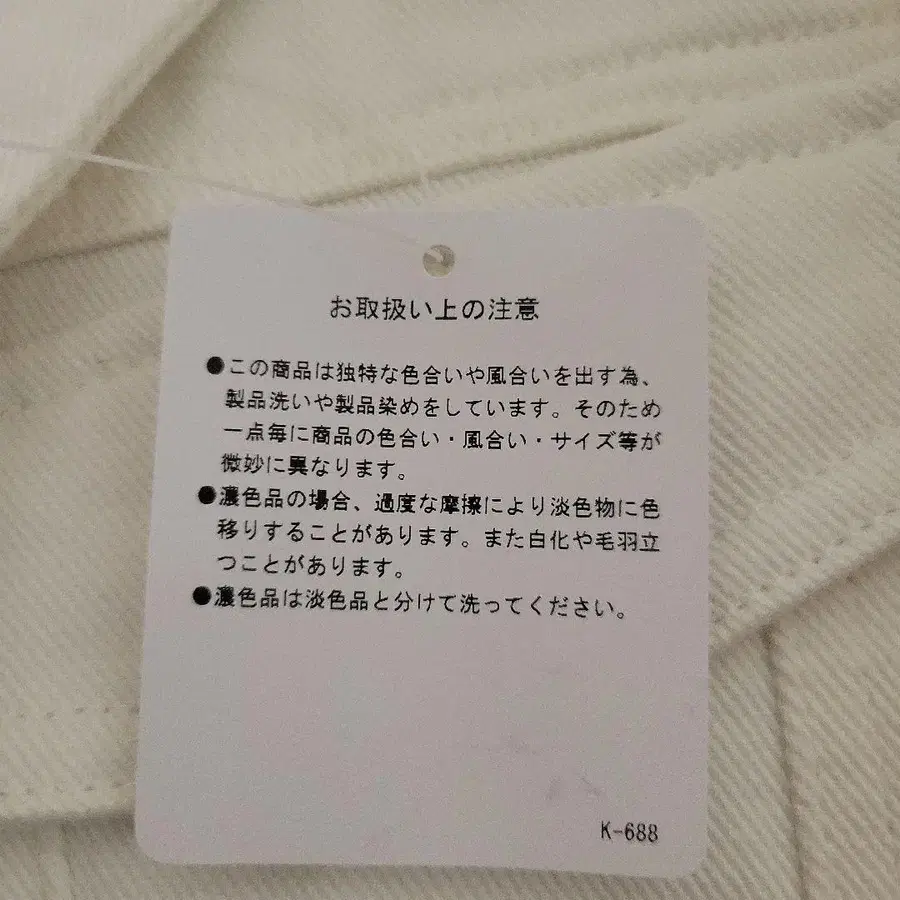 お取扱い上の注意
●この商品は独特な色合いや風合いを出す為、
製品洗いや製品染めをしています。そのため
一点毎に商品の色合い・風合い・サイズ等が
微妙に異なります。
●濃色品の場合、過度な摩擦により淡色物に色
移りすることがあります。また白化や毛羽立
つことがあります。
●濃色品は淡色品と分けて洗ってください。
K-688